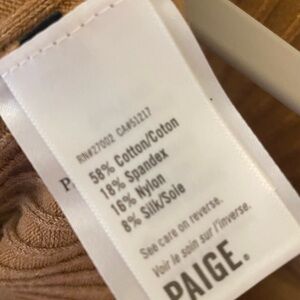 RN#27002 CA#51217
58% Cotton/Coton
18% Spandex
16% Nylon
8% Silk/Soie
See care on reverse.
Voir le soin sur l'inverse.
PAIGE.